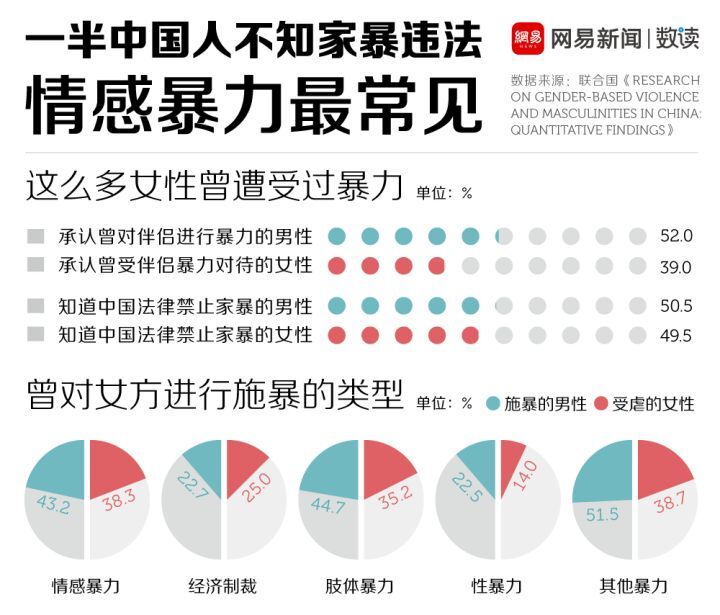 一半中国人不知家暴违法
情感暴力最常见
網易
NEWS
网易新闻|数读
数据来源：联合国《RESEARCH
ON GENDER-BASED VIOLENCE
AND MASCULINITIES IN CHINA:
QUANTITATIVE FINDINGS》
这么多女性曾遭受过暴力 单位：%
承认曾对伴侣进行暴力的男性 52.0
承认曾受伴侣暴力对待的女性 39.0
知道中国法律禁止家暴的男性 50.5
知道中国法律禁止家暴的女性 49.5
曾对女方进行施暴的类型 单位：% 施暴的男性 受虐的女性
43.2 38.3 22.7 25.0 44.7 35.2 22.5 14.0 51.5 38.7
情感暴力 经济制裁 肢体暴力 性暴力 其他暴力